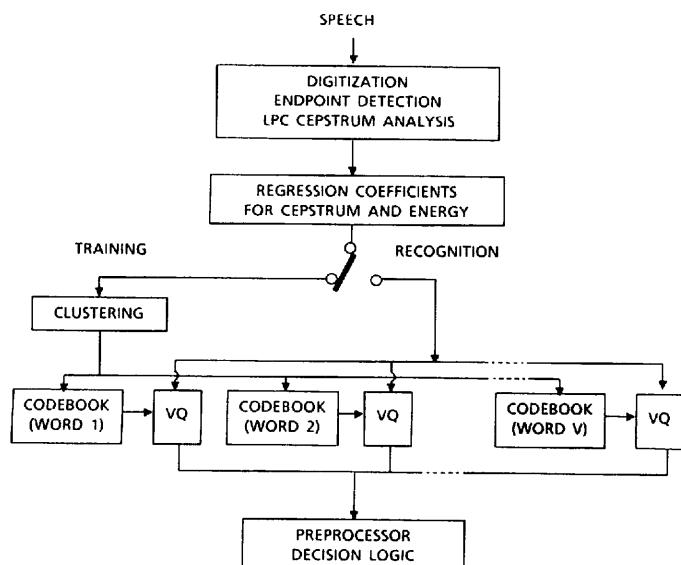 SPEECH
DIGITIZATION
ENDPOINT DETECTION
LPC CEPSTRUM ANALYSIS
REGRESSION COEFFICIENTS
FOR CEPSTRUM AND ENERGY
TRAINING
RECOGNITION
CLUSTERING
CODEBOOK
(WORD 1)
VQ
CODEBOOK
(WORD 2)
VQ
CODEBOOK
(WORD V)
VQ
PREPROCESSOR
DECISION LOGIC